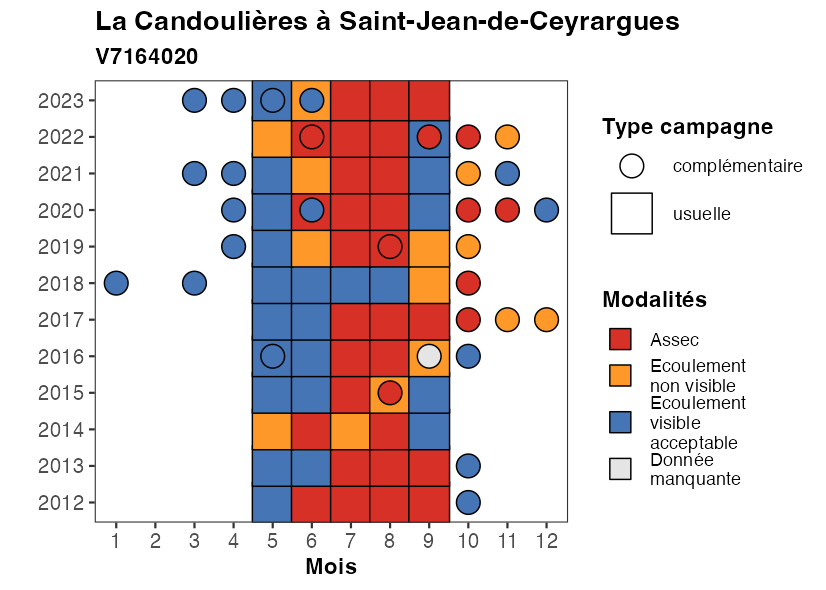 La Candoulières à Saint-Jean-de-Ceyrargues
V7164020
2023
2022
2021
2020
2019
2018
2017
2016
2015
2014
2013
2012
1 2 3 4 5 6 7 8 9 10 11 12
Mois
Type campagne
complémentaire
usuelle
Modalités
Assec
Ecoulement
non visible
Ecoulement
visible
acceptable
Donnée
manquante